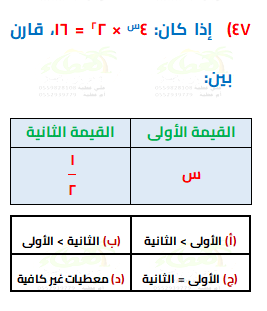 ٤٧) إذا كان: ٤^س × ٢^٢ = ١٦، قارن
بين:
القيمة الأولى القيمة الثانية
س ١/٢
(أ) الأولى > الثانية (ب) الثانية > الأولى
(ج) الأولى = الثانية (د) معطيات غير كافية